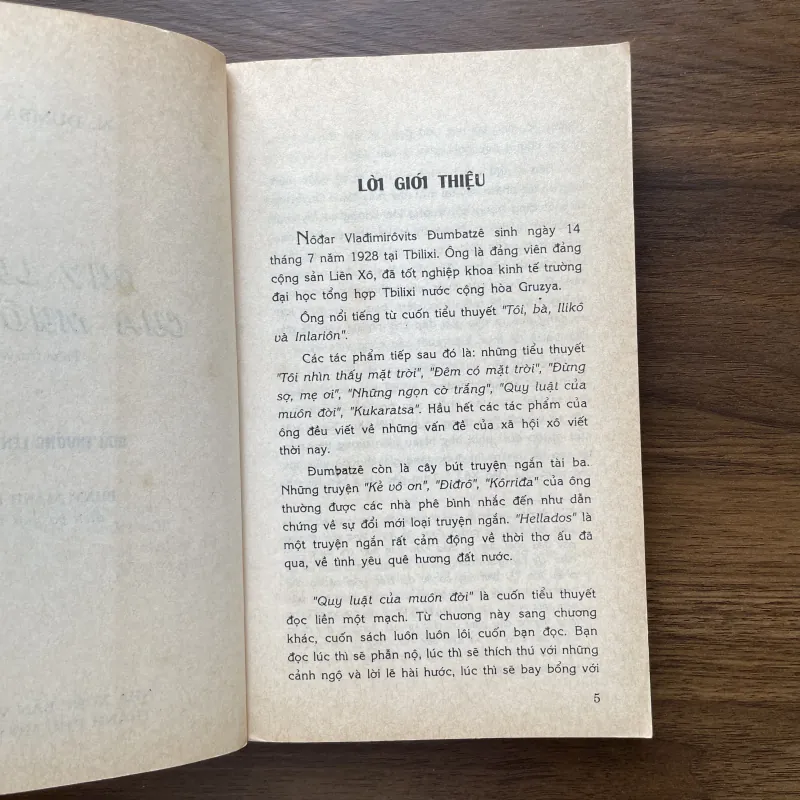 LỜI GIỚI THIỆU
Nôđar Vlađimirôvits Đumbatzê sinh ngày 14
tháng 7 năm 1928 tại Tbilixi. Ông là đảng viên đảng
cộng sản Liên Xô, đã tốt nghiệp khoa kinh tế trường
đại học tổng hợp Tbilixi nước cộng hòa Gruzya.
Ông nổi tiếng từ cuốn tiểu thuyết "Tôi, bà, Ilikô
và Inlariôn".
Các tác phẩm tiếp sau đó là: những tiểu thuyết
"Tôi nhìn thấy mặt trời", "Đêm có mặt trời", "Đừng
sợ, mẹ ơi", "Những ngọn cờ trắng", "Quy luật của
muôn đời", "Kukaratsa". Hầu hết các tác phẩm của
ông đều viết về những vấn đề của xã hội xô viết
thời nay.
Đumbatzê còn là cây bút truyện ngắn tài ba.
Những truyện "Kẻ vô ơn", "Điđrô", "Kôrriđa" của ông
thường được các nhà phê bình nhắc đến như dẫn
chứng về sự đổi mới loại truyện ngắn. "Hellados" là
một truyện ngắn rất cảm động về thời thơ ấu đã
qua, về tình yêu quê hương đất nước.
"Quy luật của muôn đời" là cuốn tiểu thuyết
đọc liền một mạch. Từ chương này sang chương
khác, cuốn sách luôn luôn lôi cuốn bạn đọc. Bạn
đọc lúc thì sẽ phẫn nộ, lúc thì sẽ thích thú với những
cảnh ngộ và lời lẽ hài hước, lúc thì sẽ bay bổng với
5